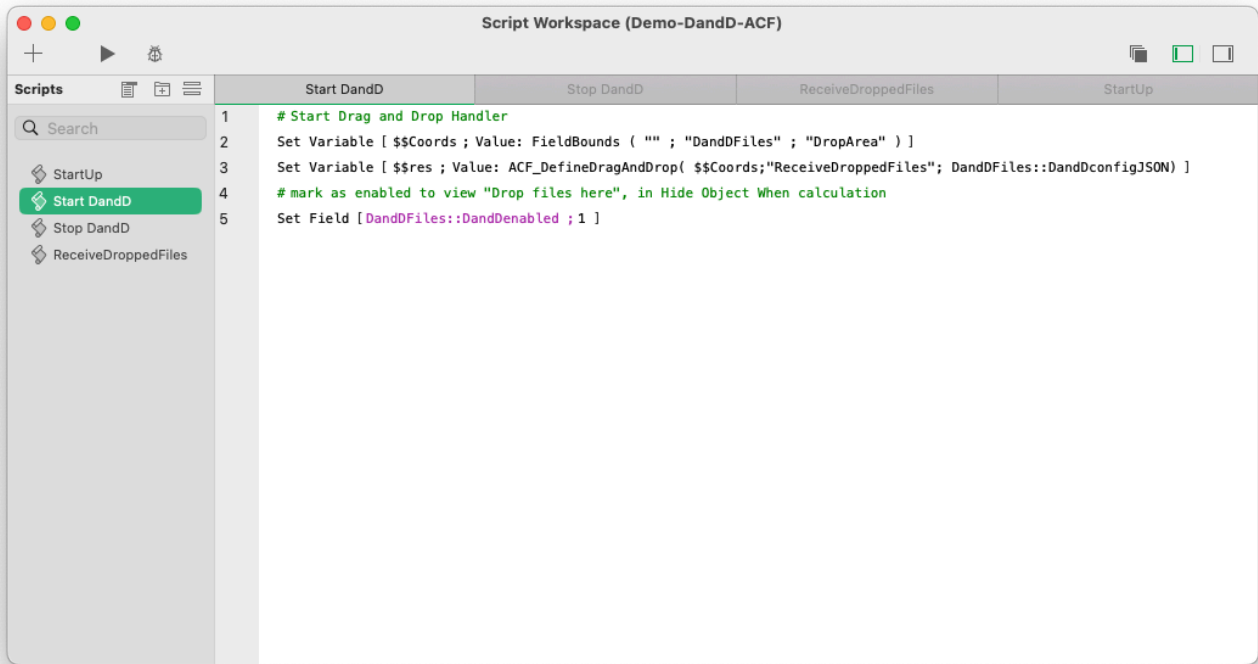 Script Workspace (Demo-DandD-ACF)
Scripts
Search
StartUp
Start DandD
Stop DandD
ReceiveDroppedFiles
Start DandD
Stop DandD
ReceiveDroppedFiles
StartUp
1 # Start Drag and Drop Handler
2 Set Variable [ $$Coords ; Value: FieldBounds ( "" ; "DandDFiles" ; "DropArea" ) ]
3 Set Variable [ $$res ; Value: ACF_DefineDragAndDrop( $$Coords;"ReceiveDroppedFiles"; DandDFiles::DandDconfigJSON) ]
4 # mark as enabled to view "Drop files here", in Hide Object When calculation
5 Set Field [ DandDFiles::DandDenabled ; 1 ]